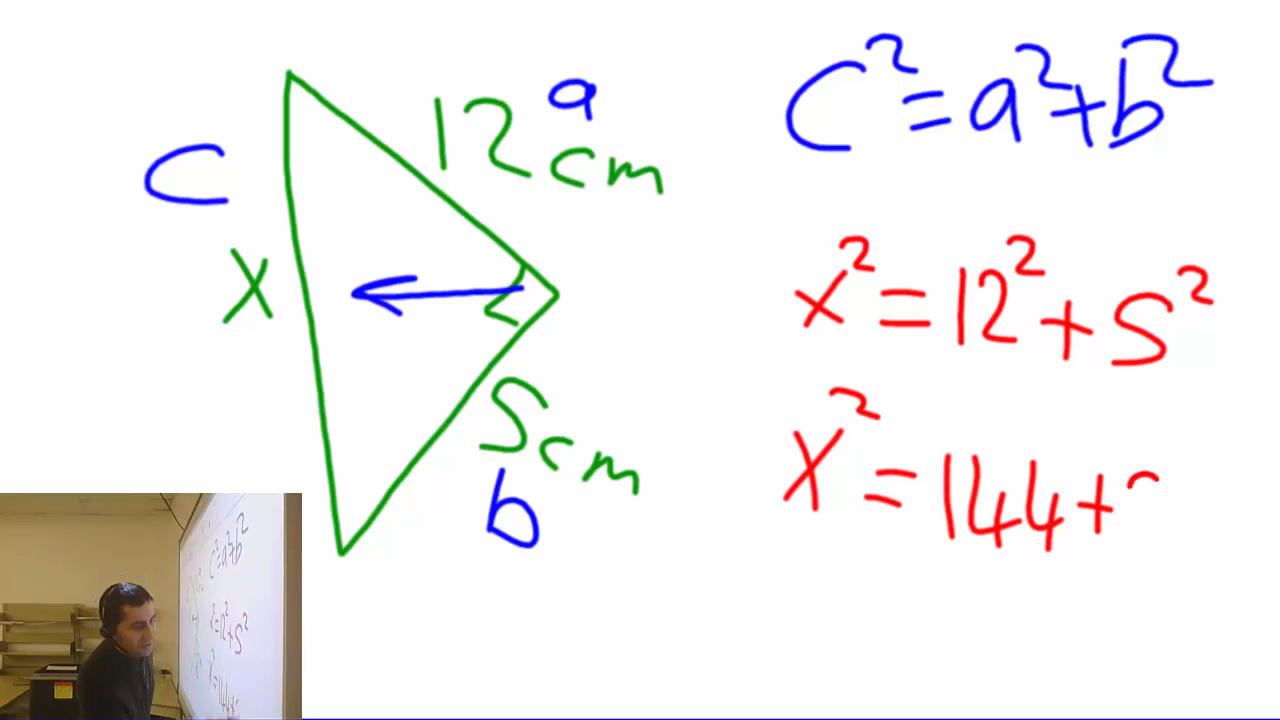 C
12 cm
a
X
5 cm
b
C² = a² + b²
x² = 12² + 5²
X² = 144 +